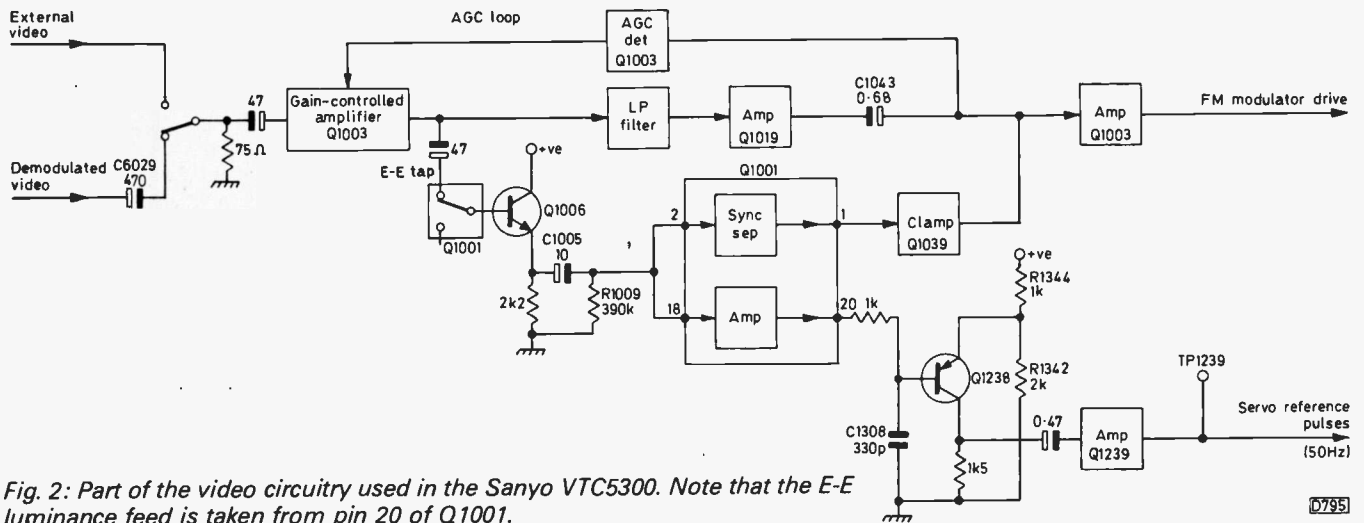 External
video
AGC loop
AGC
det
Q1003
47
Gain-controlled
amplifier
Q1003
LP
filter
Amp
Q1019
C1043
0·68
Amp
Q1003
FM modulator drive
75Ω
Demodulated
video
C6029
470
47
E-E tap
+ve
Q1006
Q1001
C1005
10
2k2
R1009
390k
Q1001
2
Sync
sep
1
18
Amp
20
1k
Clamp
Q1039
+ve
R1344
1k
Q1238
R1342
2k
C1308
330p
1k5
0·47
Amp
Q1239
TP1239
Servo reference
pulses
(50Hz)
Fig. 2: Part of the video circuitry used in the Sanyo VTC5300. Note that the E-E
luminance feed is taken from pin 20 of Q1001.
D795